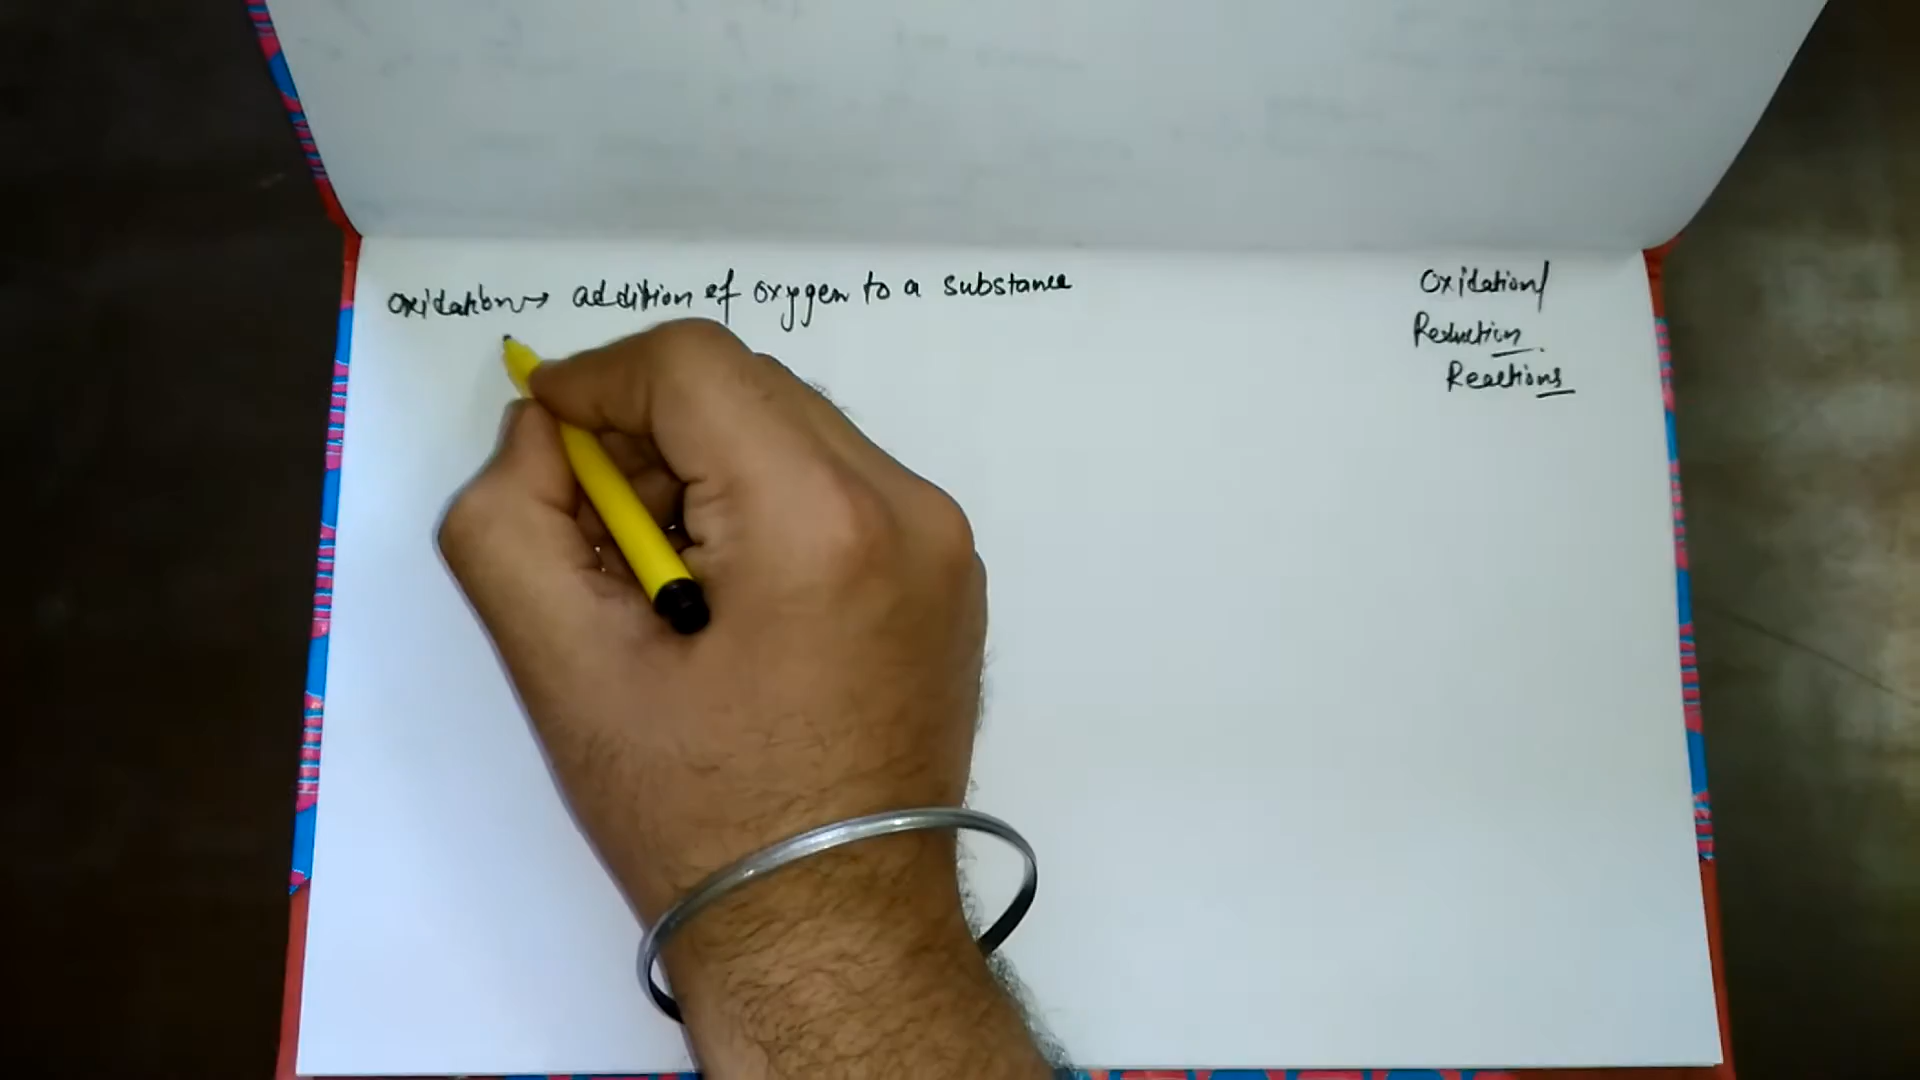 Oxidation → addition of oxygen to a substance
Oxidation/
Reduction
Reactions